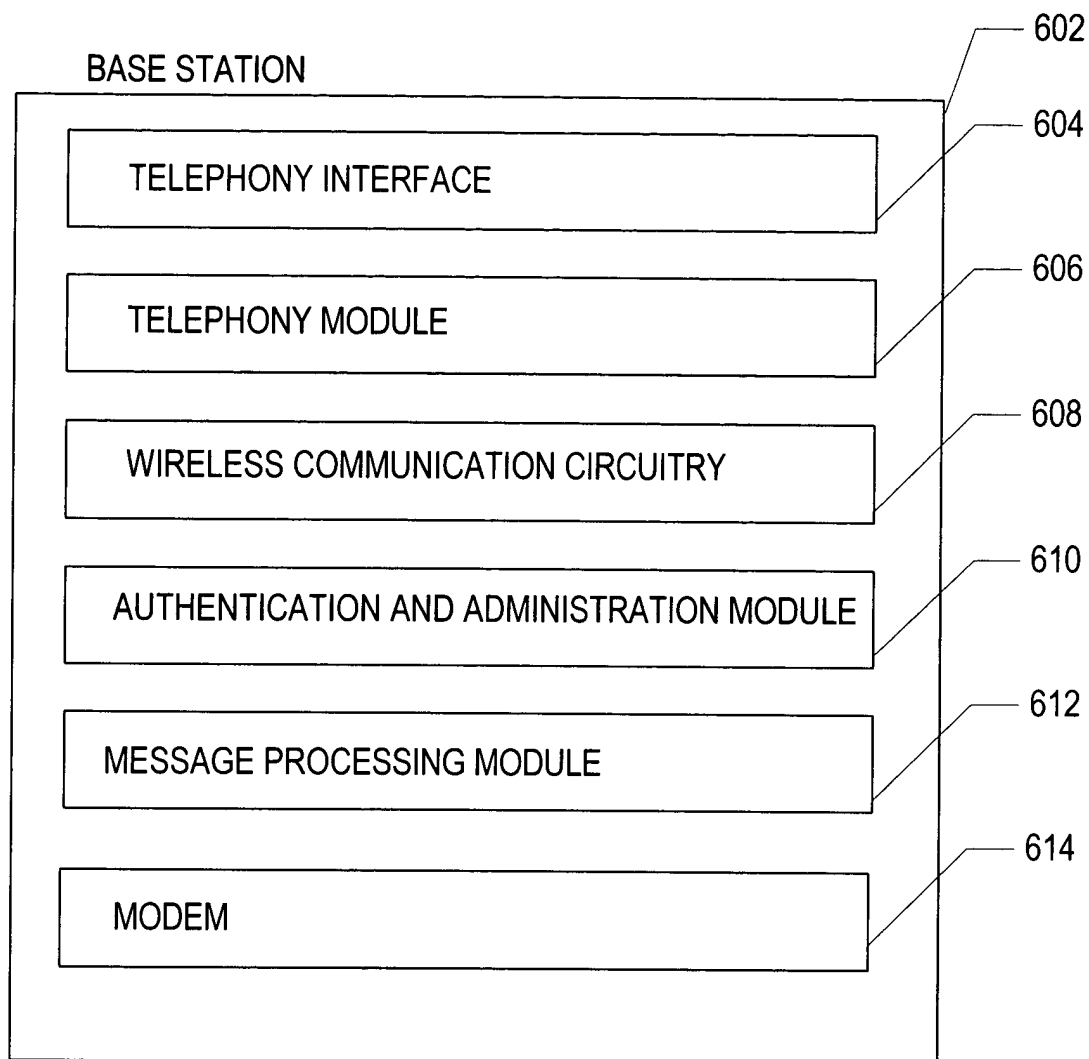 602
BASE STATION
604
TELEPHONY INTERFACE
606
TELEPHONY MODULE
608
WIRELESS COMMUNICATION CIRCUITRY
610
AUTHENTICATION AND ADMINISTRATION MODULE
612
MESSAGE PROCESSING MODULE
614
MODEM